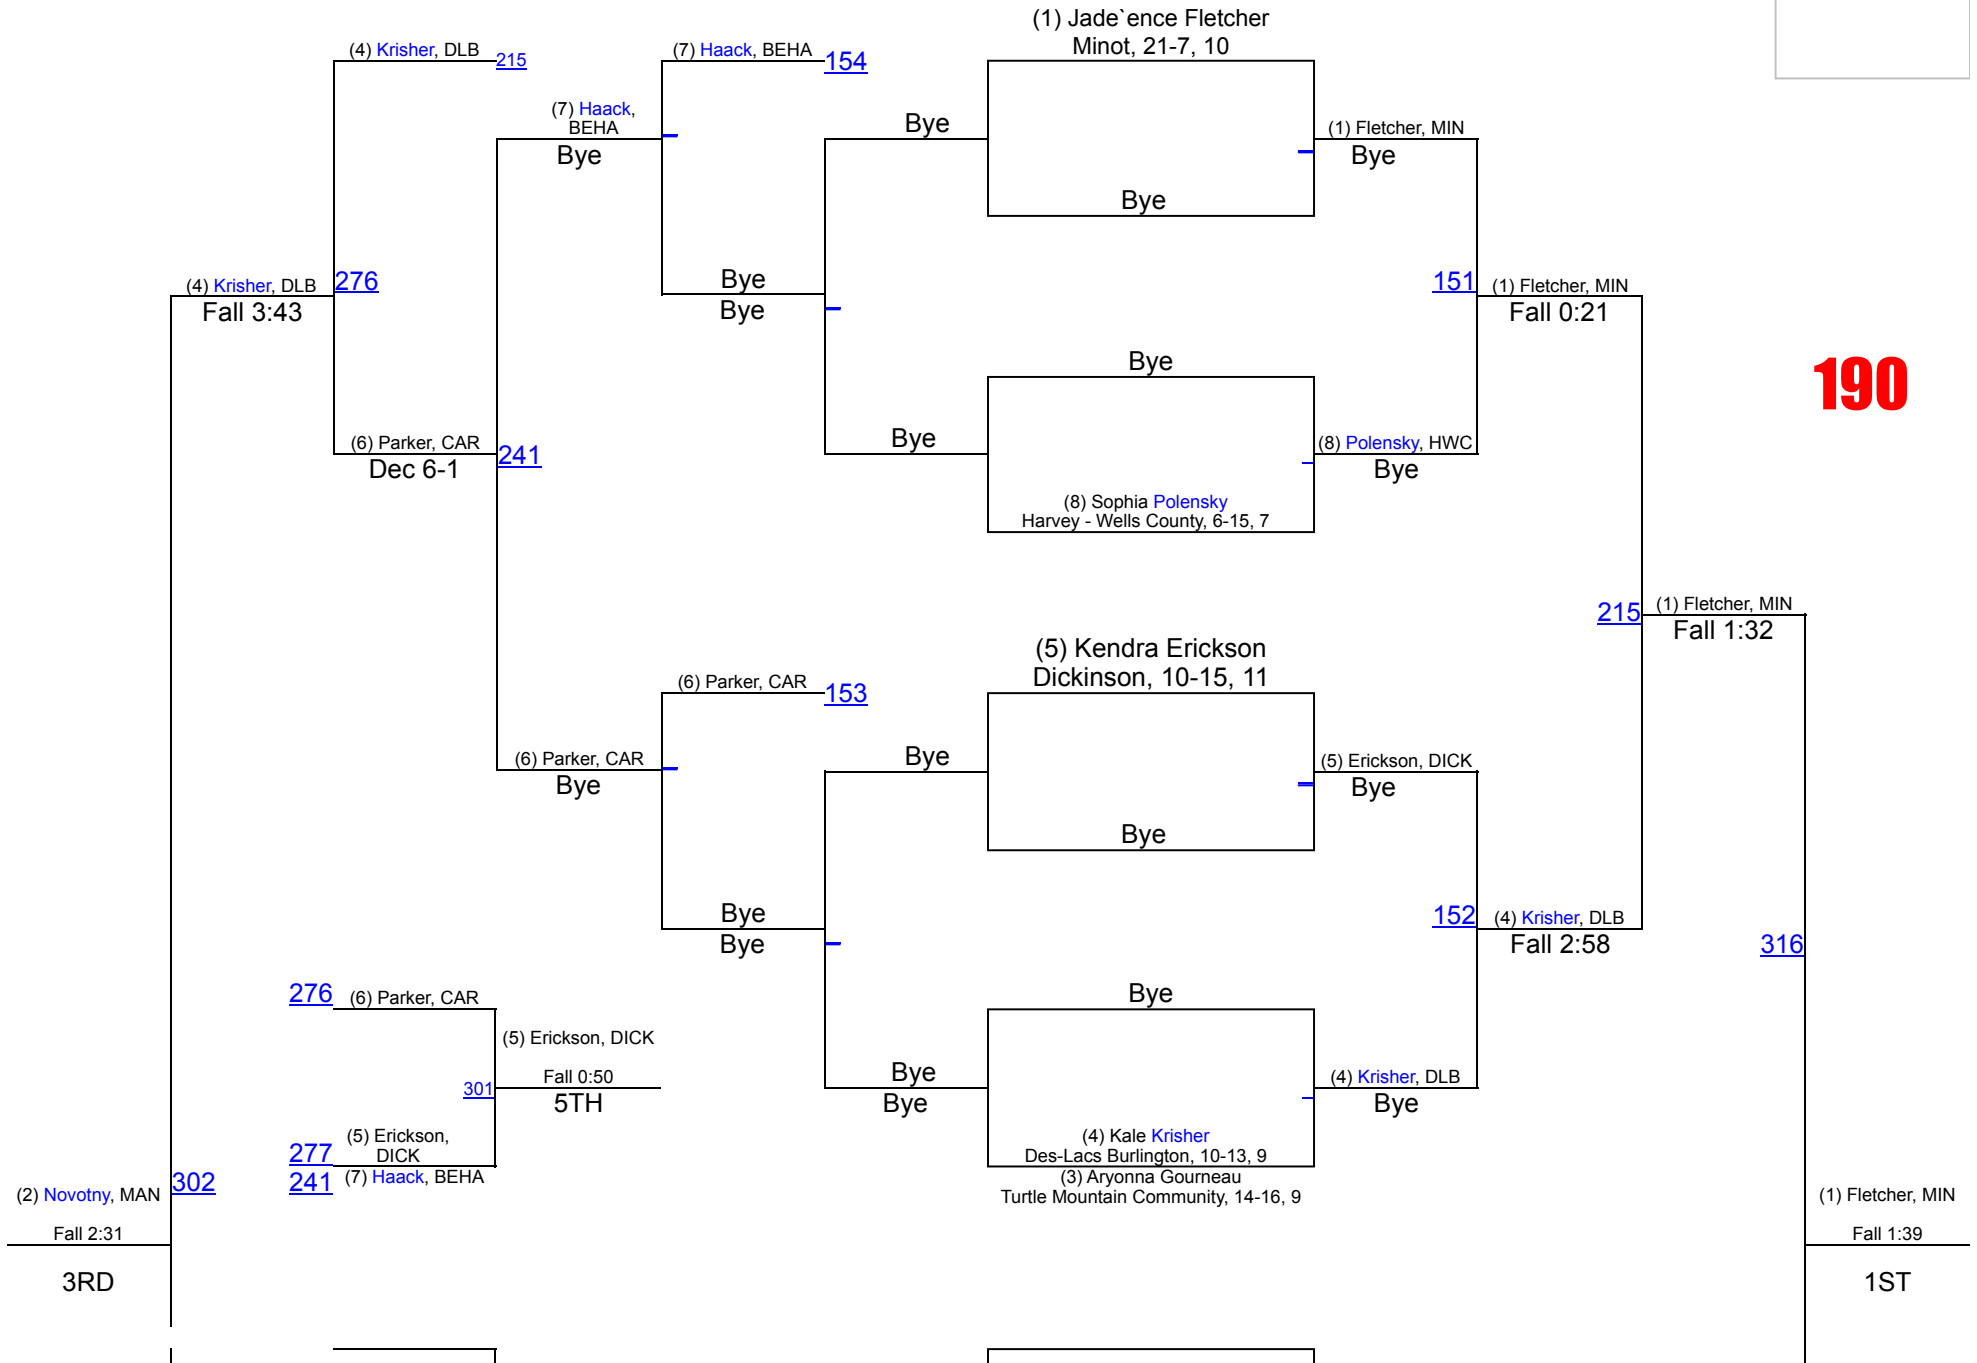 (1) Jade`ence Fletcher
Minot, 21-7, 10
(4) Krisher, DLB
215
(7) Haack, BEHA
154
(7) Haack,
BEHA
Bye
Bye
(1) Fletcher, MIN
Bye
Bye
(4) Krisher, DLB
276
Fall 3:43
Bye
Bye
151
(1) Fletcher, MIN
Fall 0:21
Bye
190
(6) Parker, CAR
241
Dec 6-1
Bye
(8) Polensky, HWC
Bye
(8) Sophia Polensky
Harvey - Wells County, 6-15, 7
215
(1) Fletcher, MIN
Fall 1:32
(5) Kendra Erickson
Dickinson, 10-15, 11
(6) Parker, CAR
153
(6) Parker, CAR
Bye
Bye
(5) Erickson, DICK
Bye
Bye
Bye
Bye
152
(4) Krisher, DLB
Fall 2:58
316
276
(6) Parker, CAR
Bye
(5) Erickson, DICK
Fall 0:50
301
5TH
Bye
Bye
(4) Krisher, DLB
Bye
(5) Erickson,
DICK
277
241
(7) Haack, BEHA
(4) Kale Krisher
Des-Lacs Burlington, 10-13, 9
(3) Aryonna Gourneau
Turtle Mountain Community, 14-16, 9
(2) Novotny, MAN
302
Fall 2:31
3RD
(1) Fletcher, MIN
Fall 1:39
1ST